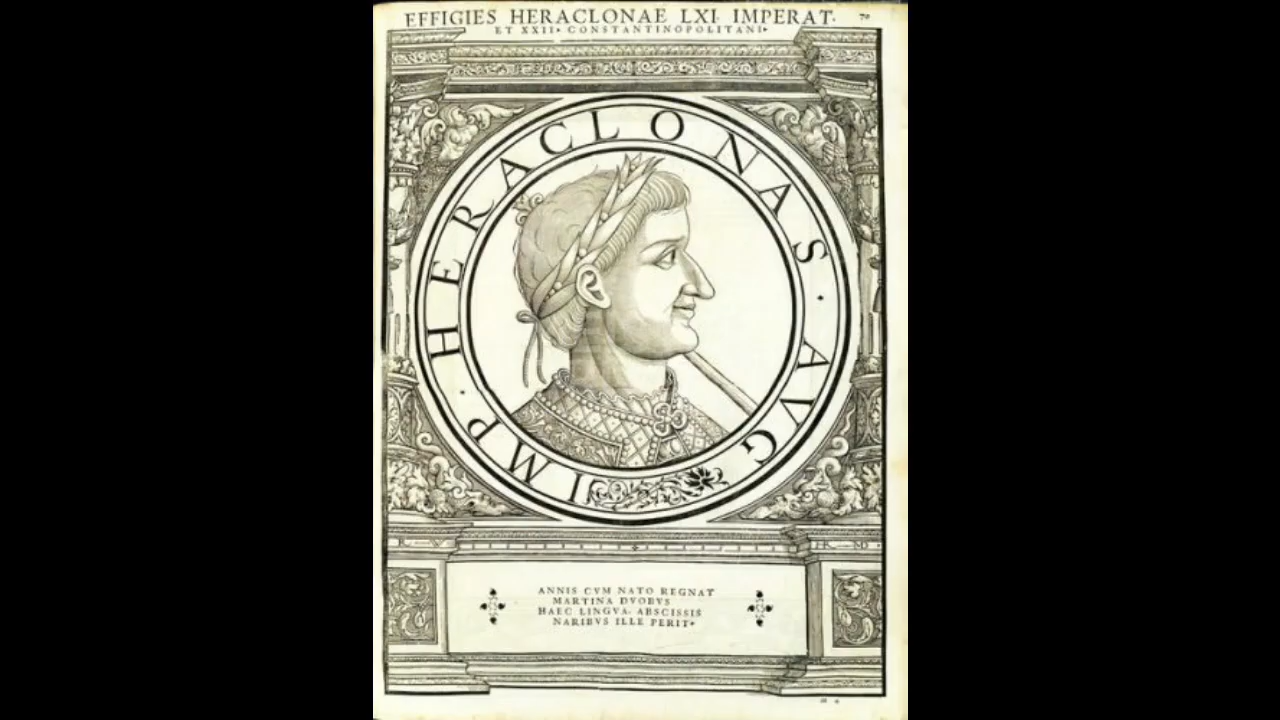 EFFIGIES HERACLONAE LXI· IMPERAT· 70
ET XXII· CONSTANTINOPOLITANI·
IMP · HERACLONAS · AVG
ANNIS CVM NATO REGNAT
MARTINA DVOBVS
HAEC LINGVA· ABSCISSIS
NARIBVS ILLE PERIT·